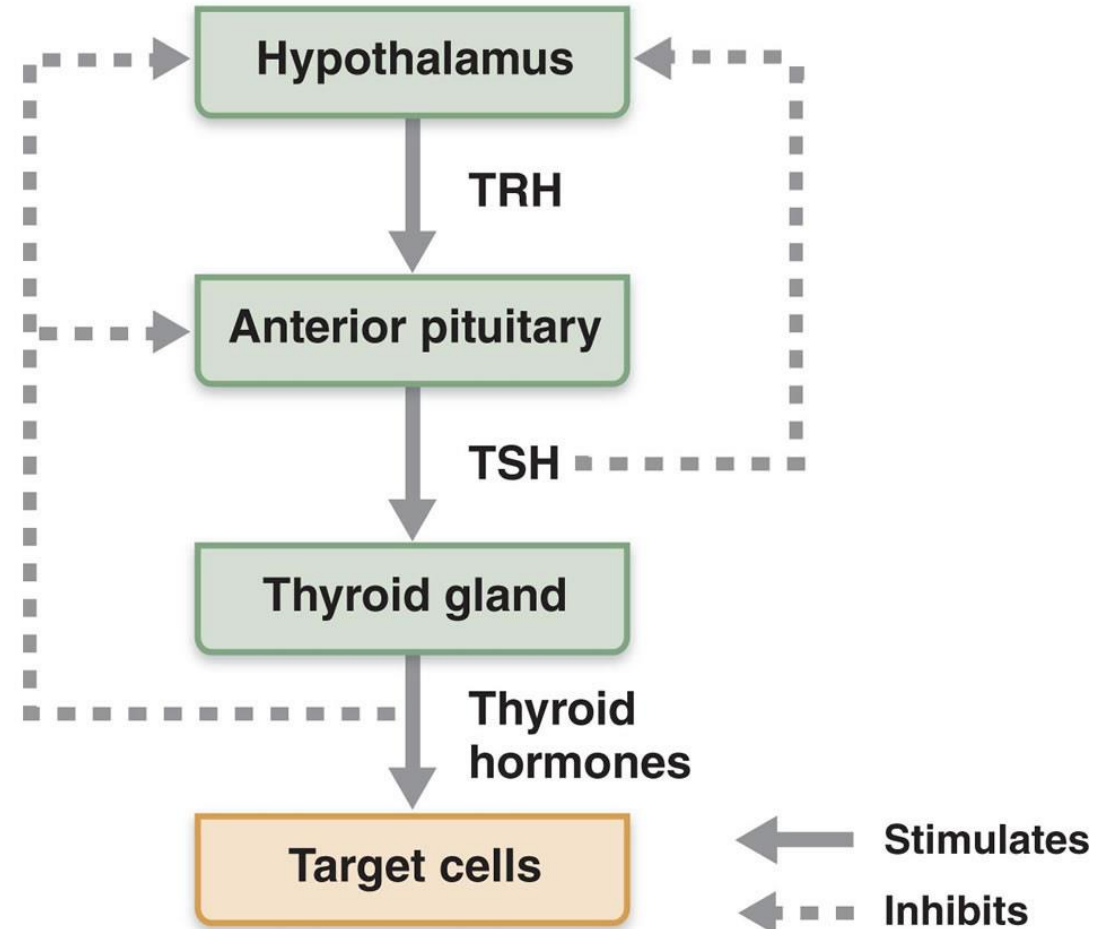 Hypothalamus
TRH
Anterior pituitary
TSH
Thyroid gland
Thyroid
hormones
Target cells
Stimulates
Inhibits